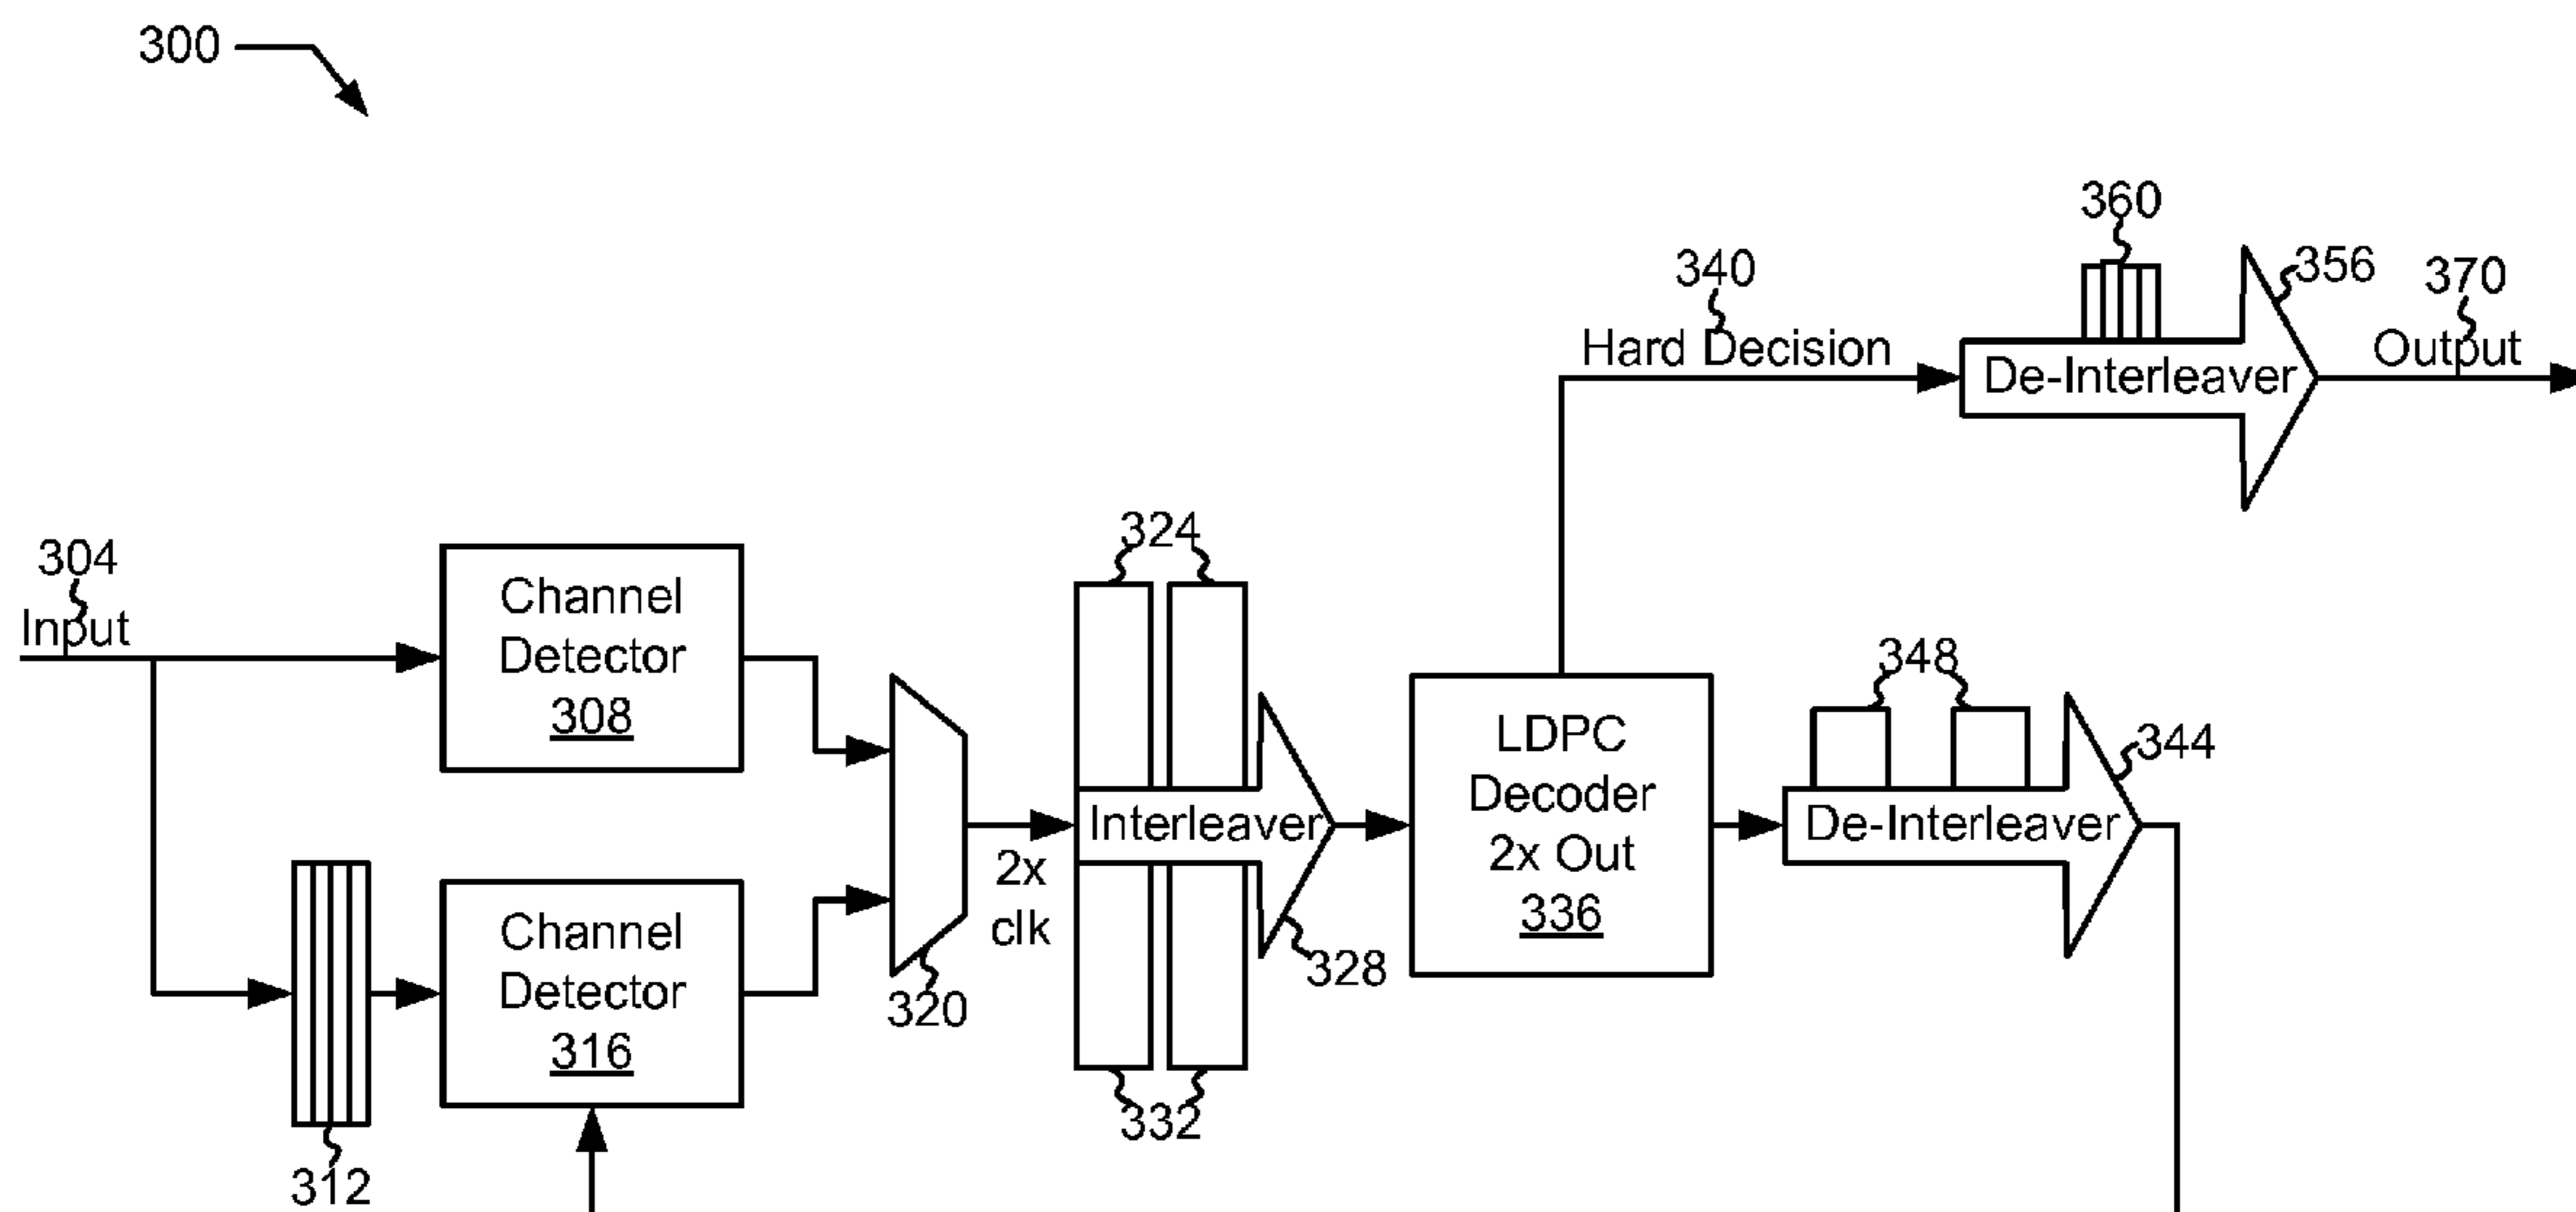 300
360
356
340
370
Hard Decision
Output
De-Interleaver
324
304
Input
Channel
Detector
308
348
344
LDPC
Decoder
2x Out
336
Interleaver
De-Interleaver
2x
clk
328
320
Channel
Detector
316
332
312